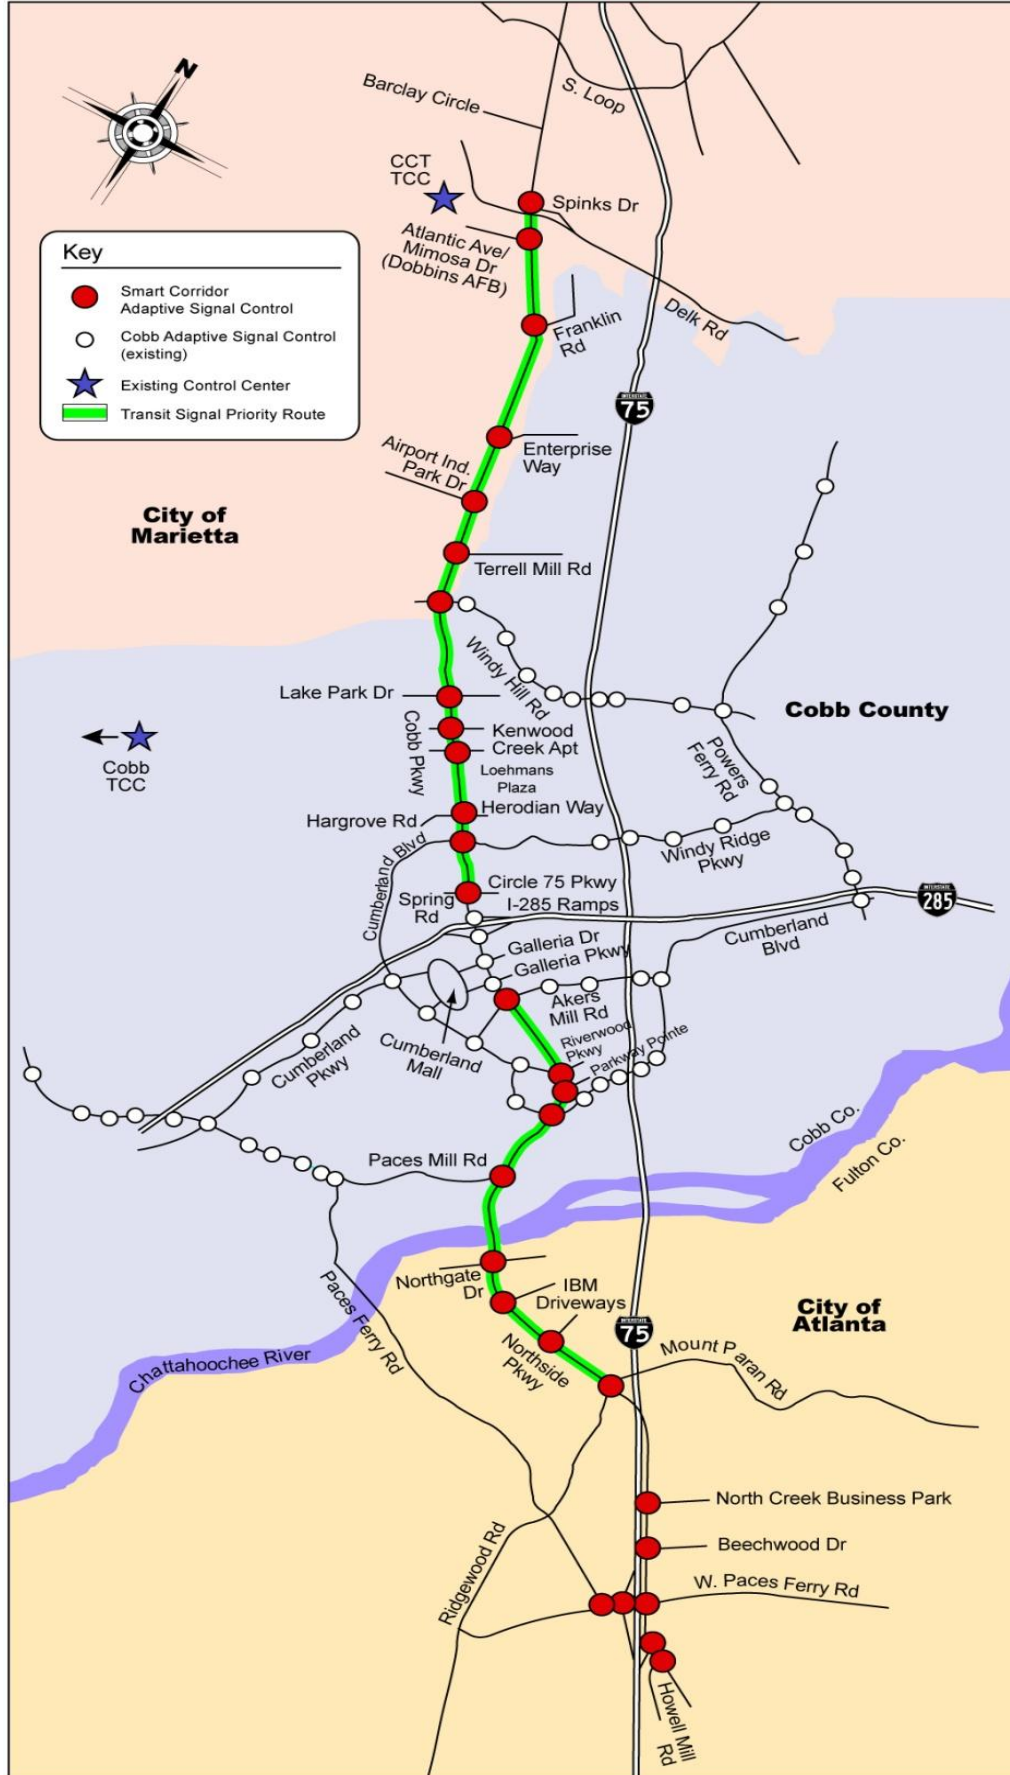 N
Barclay Circle
S. Loop
CCT
TCC
Spinks Dr
Atlantic Ave/
Mimosa Dr
(Dobbins AFB)
Key
Smart Corridor
Adaptive Signal Control
Cobb Adaptive Signal Control
(existing)
Existing Control Center
Transit Signal Priority Route
Franklin
Rd
Delk Rd
INTERSTATE
75
Airport Ind.
Park Dr
Enterprise
Way
City of
Marietta
Terrell Mill Rd
Windy Hill Rd
Lake Park Dr
Cobb County
Cobb Pkwy
Kenwood
Creek Apt
Cobb
TCC
Powers
Ferry Rd
Loehmans
Plaza
Herodian Way
Hargrove Rd
Windy Ridge
Pkwy
Cumberland Blvd
Circle 75 Pkwy
Spring
Rd
I-285 Ramps
INTERSTATE
285
Cumberland
Blvd
Galleria Dr
Galleria Pkwy
Akers
Mill Rd
Cumberland
Pkwy
Cumberland
Mall
Riverwood
Pkwy
Parkway Pointe
Cobb Co.
Fulton Co.
Paces Mill Rd
Northgate
Dr
IBM
Driveways
Paces Ferry Rd
City of
Atlanta
INTERSTATE
75
Northside
Pkwy
Mount Paran Rd
Chattahoochee River
North Creek Business Park
Beechwood Dr
W. Paces Ferry Rd
Ridgewood Rd
Howell Mill
Rd